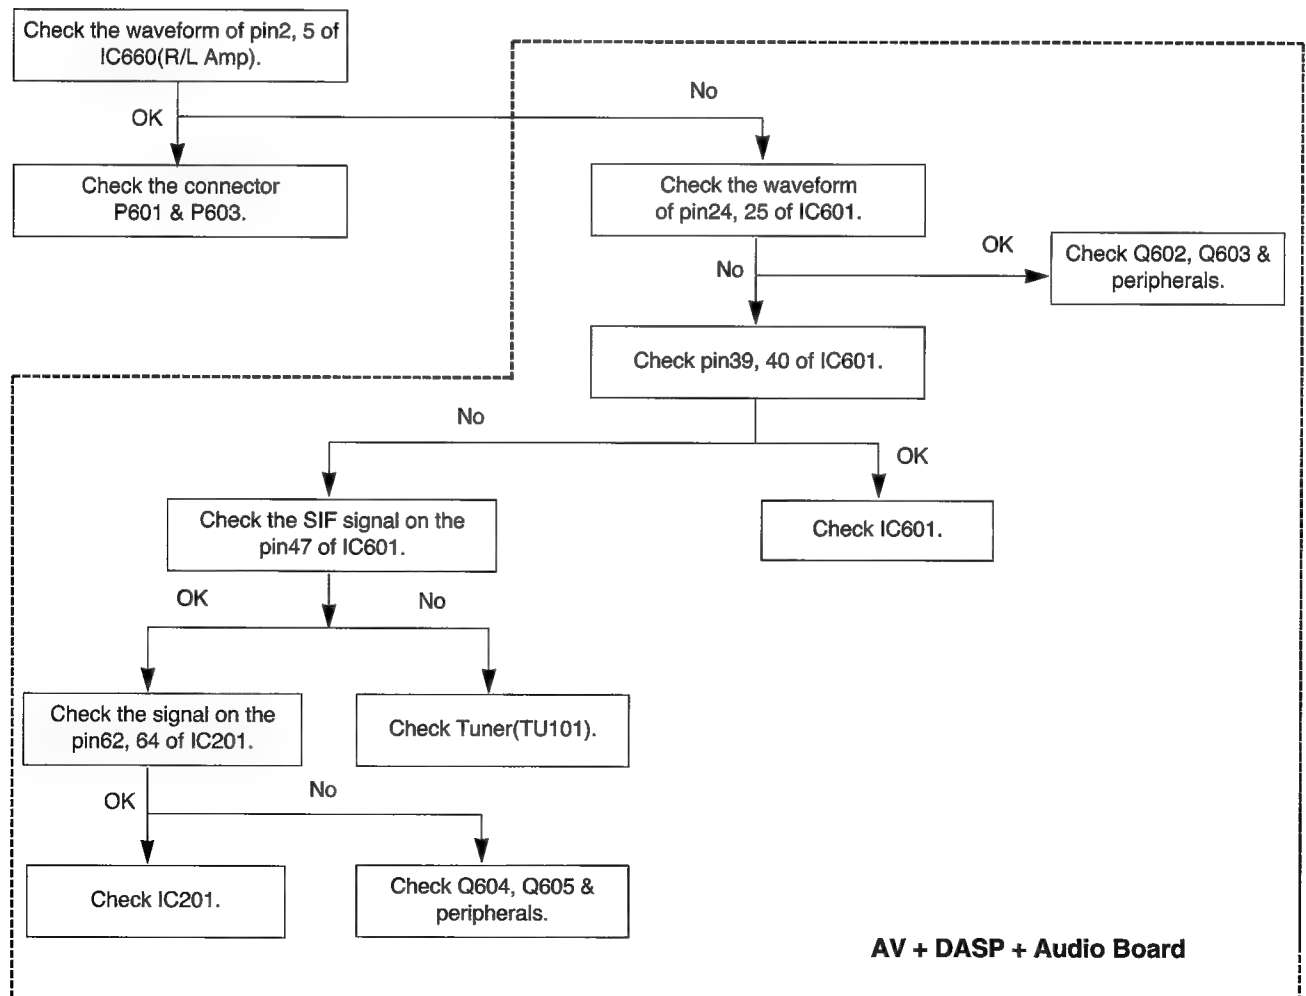 Check the waveform of pin2, 5 of
IC660(R/L Amp).
No
OK
Check the connector
P601 & P603.
Check the waveform
of pin24, 25 of IC601.
OK
No
Check Q602, Q603 &
peripherals.
Check pin39, 40 of IC601.
No
OK
Check the SIF signal on the
pin47 of IC601.
Check IC601.
OK
No
Check the signal on the
pin62, 64 of IC201.
Check Tuner(TU101).
No
OK
Check IC201.
Check Q604, Q605 &
peripherals.
AV + DASP + Audio Board